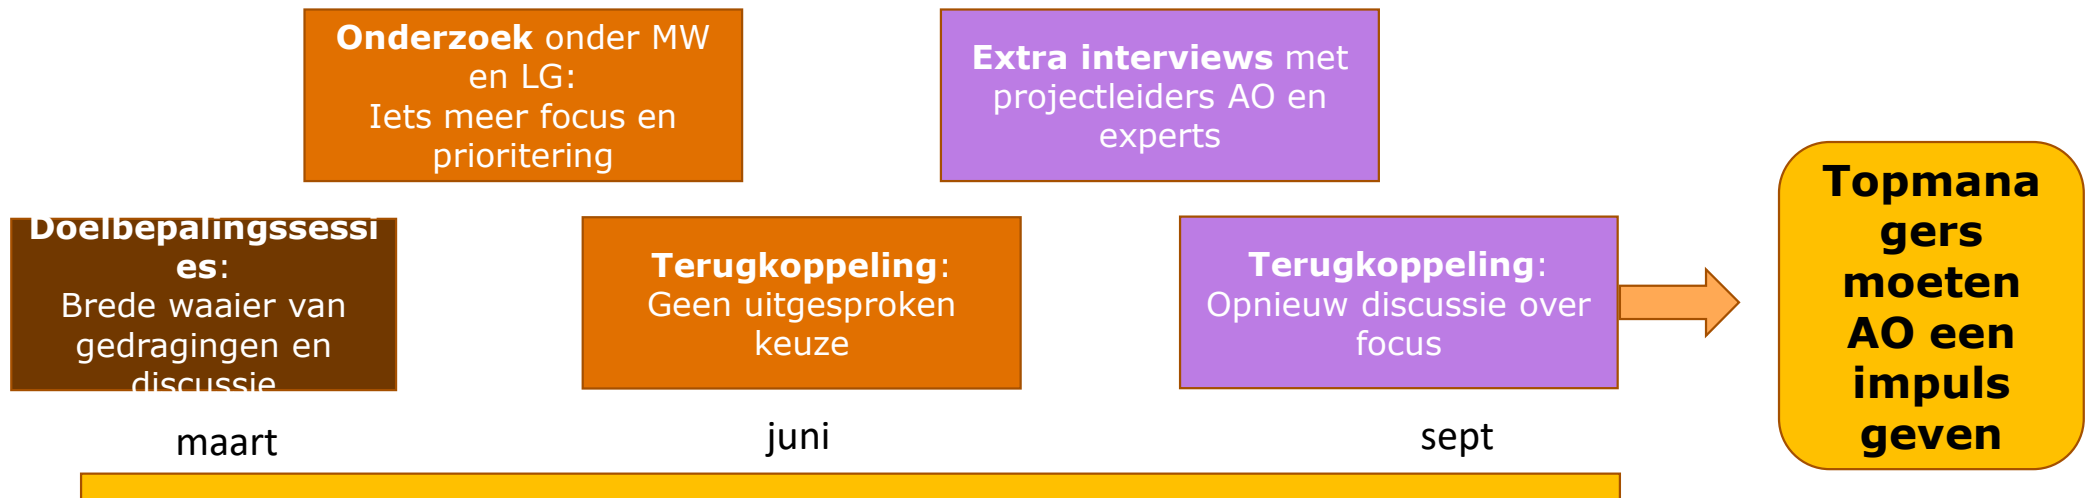 Onderzoek onder MW
en LG:
Iets meer focus en
prioritering
Extra interviews met
projectleiders AO en
experts
Doelbepalingssessi
es:
Brede waaier van
gedragingen en
discussie
Terugkoppeling:
Geen uitgesproken
keuze
Terugkoppeling:
Opnieuw discussie over
focus
Topmana
gers
moeten
AO een
impuls
geven
maart
juni
sept